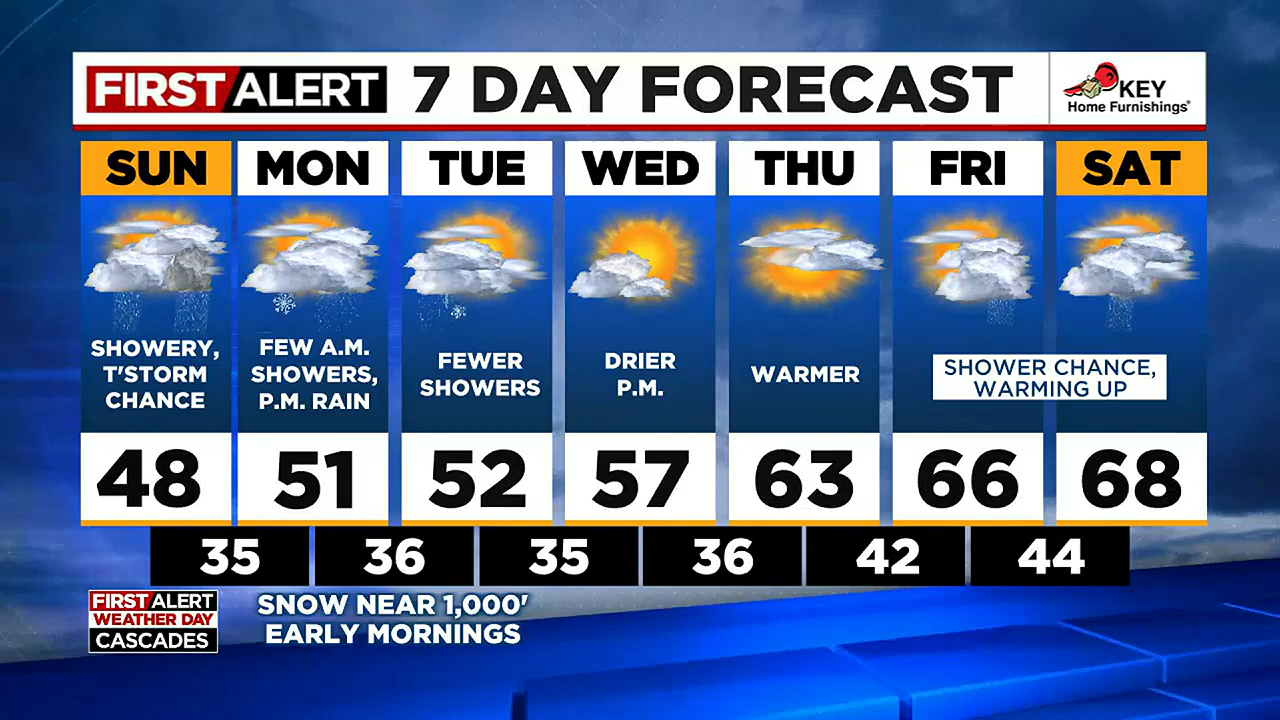 FIRST ALERT 7 DAY FORECAST
KEY
Home Furnishings®
SUN MON TUE WED THU FRI SAT
SHOWERY,
T'STORM
CHANCE
FEW A.M.
SHOWERS,
P.M. RAIN
FEWER
SHOWERS
DRIER
P.M.
WARMER
SHOWER CHANCE,
WARMING UP
48 51 52 57 63 66 68
35 36 35 36 42 44
FIRST ALERT
WEATHER DAY
CASCADES
SNOW NEAR 1,000'
EARLY MORNINGS